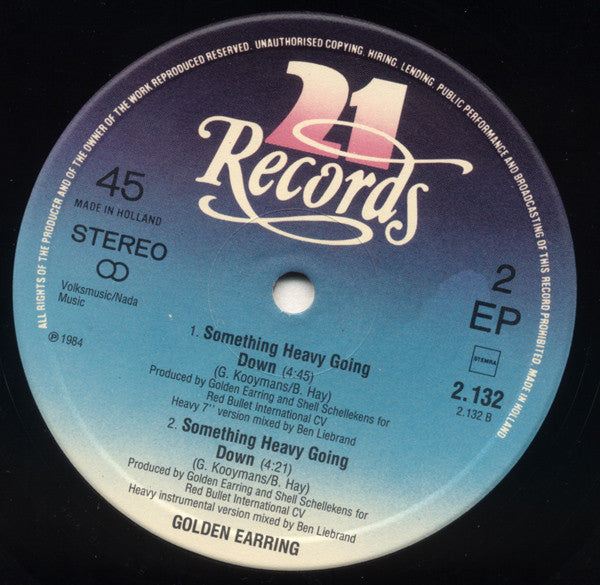 ALL RIGHTS OF THE PRODUCER AND OF THE OWNER OF THE WORK REPRODUCED RESERVED. UNAUTHORISED COPYING, HIRING, LENDING, PUBLIC PERFORMANCE AND BROADCASTING OF THIS RECORD PROHIBITED. MADE IN HOLLAND
21
Records
45
MADE IN HOLLAND
STEREO
Volksmusic/Nada
Music
℗ 1984
2
EP
STEMRA
2.132
2.132 B
1. Something Heavy Going
Down (4:45)
(G. Kooymans/B. Hay)
Produced by Golden Earring and Shell Schellekens for
Red Bullet International CV
Heavy 7'' version mixed by Ben Liebrand
2. Something Heavy Going
Down (4:21)
(G. Kooymans/B. Hay)
Produced by Golden Earring and Shell Schellekens for
Red Bullet International CV
Heavy instrumental version mixed by Ben Liebrand
GOLDEN EARRING